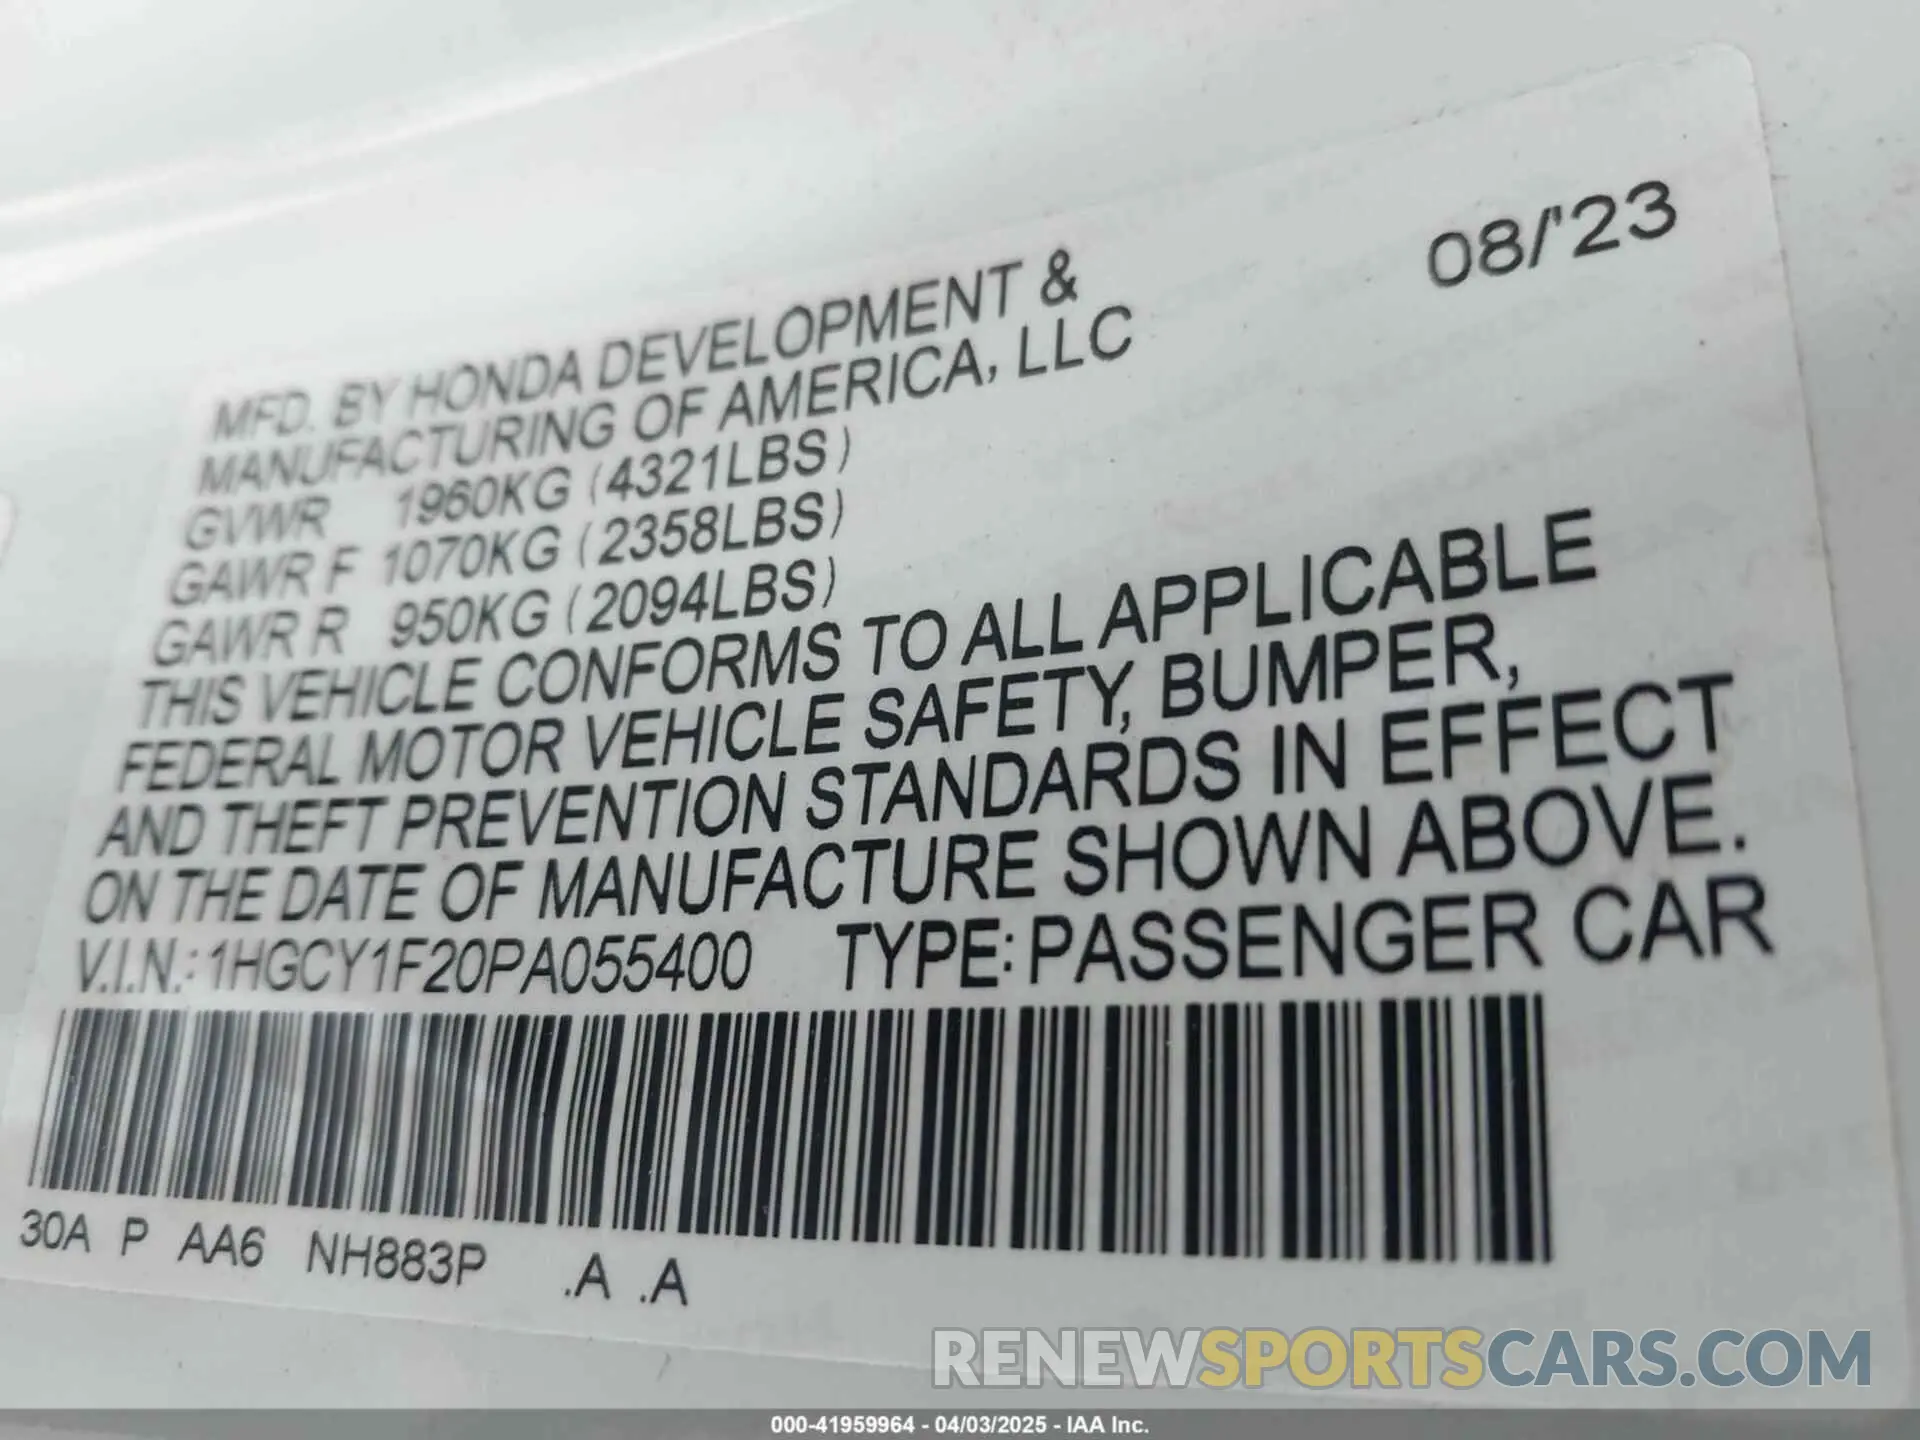 08/'23
MFD. BY HONDA DEVELOPMENT &
MANUFACTURING OF AMERICA, LLC
GVWR 1960KG (4321LBS)
GAWR F 1070KG (2358LBS)
GAWR R 950KG (2094LBS)
THIS VEHICLE CONFORMS TO ALL APPLICABLE
FEDERAL MOTOR VEHICLE SAFETY, BUMPER,
AND THEFT PREVENTION STANDARDS IN EFFECT
ON THE DATE OF MANUFACTURE SHOWN ABOVE.
V.I.N.: 1HGCY1F20PA055400 TYPE: PASSENGER CAR
30A P AA6 NH883P .A .A
RENEWSPORTSCARS.COM
000-41959964 - 04/03/2025 - IAA Inc.